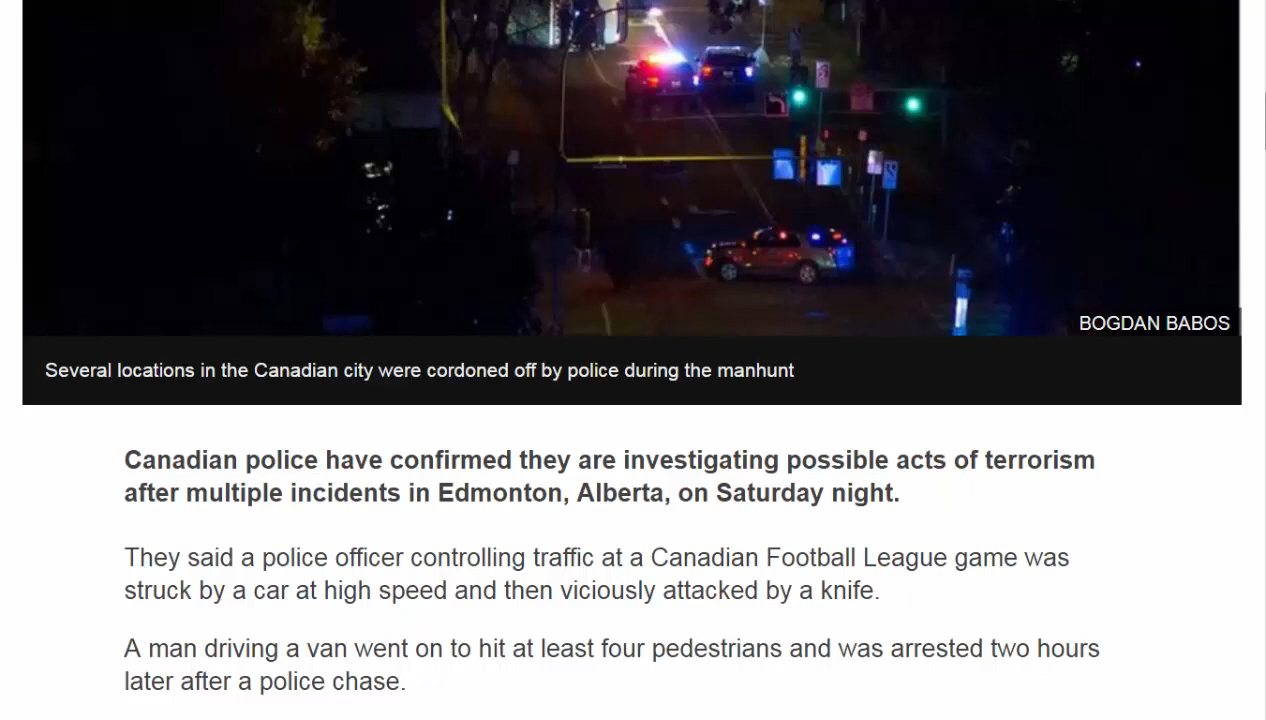 BOGDAN BABOS
Several locations in the Canadian city were cordoned off by police during the manhunt
Canadian police have confirmed they are investigating possible acts of terrorism
after multiple incidents in Edmonton, Alberta, on Saturday night.
They said a police officer controlling traffic at a Canadian Football League game was
struck by a car at high speed and then viciously attacked by a knife.
A man driving a van went on to hit at least four pedestrians and was arrested two hours
later after a police chase.